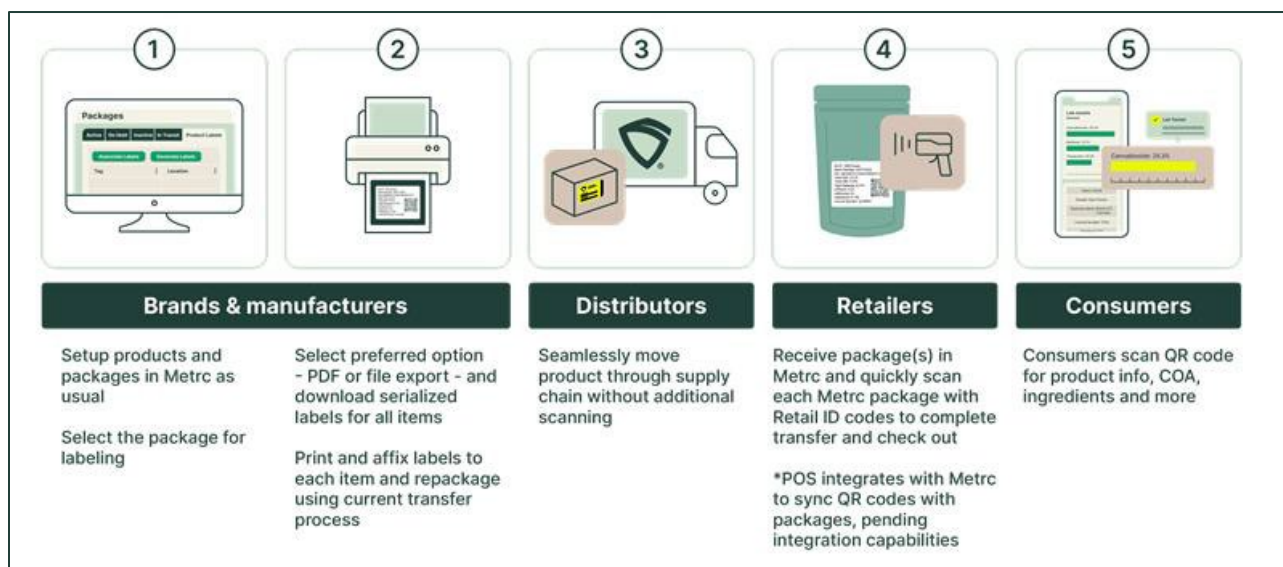 1
2
3
4
5
Packages
Active
On Hold
Inactive
In Transit
Product Labels
Associate Labels
Generate Labels
Tag
Location
Lab results
Lab Tested
Cannabinoids: 29.2%
Brands & manufacturers
Distributors
Retailers
Consumers
Setup products and
packages in Metrc as
usual
Select the package for
labeling
Select preferred option
- PDF or file export - and
download serialized
labels for all items
Print and affix labels to
each item and repackage
using current transfer
process
Seamlessly move
product through supply
chain without additional
scanning
Receive package(s) in
Metrc and quickly scan
each Metrc package with
Retail ID codes to complete
transfer and check out
*POS integrates with Metrc
to sync QR codes with
packages, pending
integration capabilities
Consumers scan QR code
for product info, COA,
ingredients and more